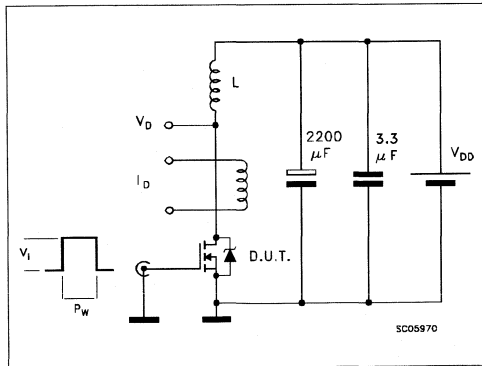 L
V_D
2200
µF
3.3
µF
V_DD
I_D
V_i
D.U.T.
P_W
SC05970